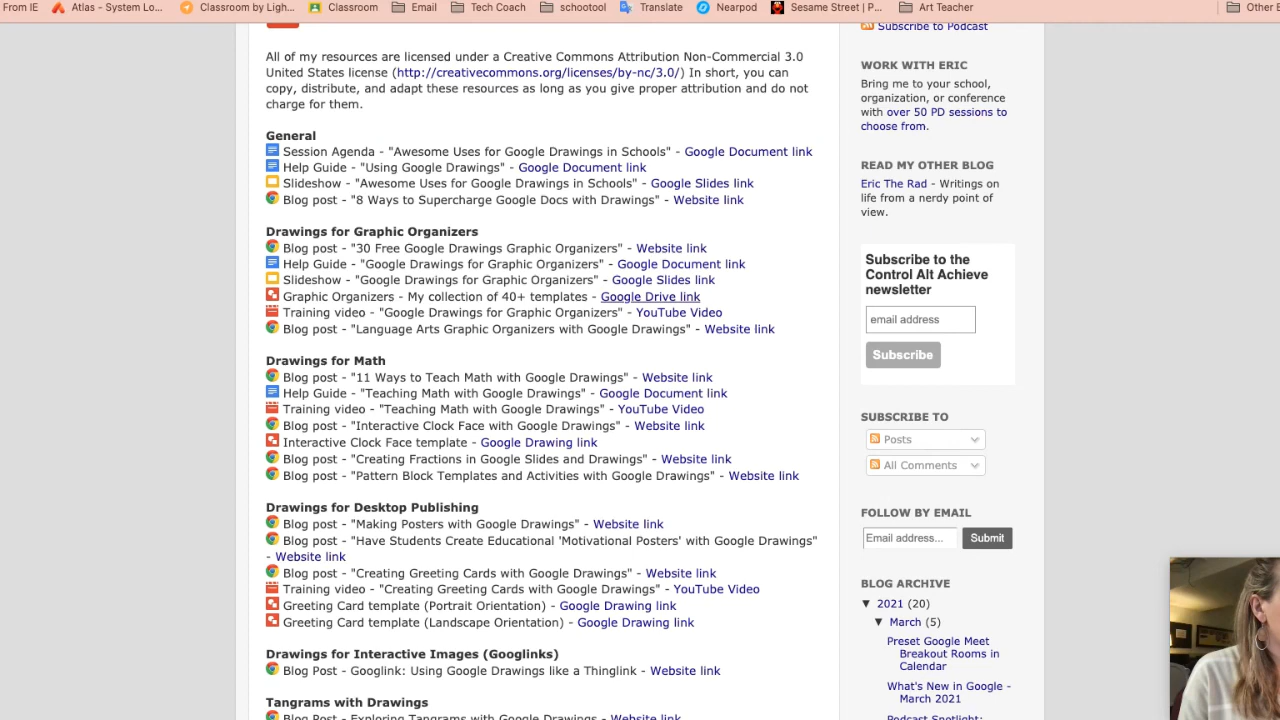 From IE
Atlas - System Lo...
Classroom by Ligh...
Classroom
Email
Tech Coach
schootool
Translate
Nearpod
Sesame Street | P...
Art Teacher
Other B
All of my resources are licensed under a Creative Commons Attribution Non-Commercial 3.0
United States license (http://creativecommons.org/licenses/by-nc/3.0/) In short, you can
copy, distribute, and adapt these resources as long as you give proper attribution and do not
charge for them.
General
Session Agenda - "Awesome Uses for Google Drawings in Schools" - Google Document link
Help Guide - "Using Google Drawings" - Google Document link
Slideshow - "Awesome Uses for Google Drawings in Schools" - Google Slides link
Blog post - "8 Ways to Supercharge Google Docs with Drawings" - Website link
Drawings for Graphic Organizers
Blog post - "30 Free Google Drawings Graphic Organizers" - Website link
Help Guide - "Google Drawings for Graphic Organizers" - Google Document link
Slideshow - "Google Drawings for Graphic Organizers" - Google Slides link
Graphic Organizers - My collection of 40+ templates - Google Drive link
Training video - "Google Drawings for Graphic Organizers" - YouTube Video
Blog post - "Language Arts Graphic Organizers with Google Drawings" - Website link
Drawings for Math
Blog post - "11 Ways to Teach Math with Google Drawings" - Website link
Help Guide - "Teaching Math with Google Drawings" - Google Document link
Training video - "Teaching Math with Google Drawings" - YouTube Video
Blog post - "Interactive Clock Face with Google Drawings" - Website link
Interactive Clock Face template - Google Drawing link
Blog post - "Creating Fractions in Google Slides and Drawings" - Website link
Blog post - "Pattern Block Templates and Activities with Google Drawings" - Website link
Drawings for Desktop Publishing
Blog post - "Making Posters with Google Drawings" - Website link
Blog post - "Have Students Create Educational 'Motivational Posters' with Google Drawings"
- Website link
Blog post - "Creating Greeting Cards with Google Drawings" - Website link
Training video - "Creating Greeting Cards with Google Drawings" - YouTube Video
Greeting Card template (Portrait Orientation) - Google Drawing link
Greeting Card template (Landscape Orientation) - Google Drawing link
Drawings for Interactive Images (Googlinks)
Blog Post - Googlink: Using Google Drawings like a Thinglink - Website link
Tangrams with Drawings
Blog Post - Exploring Tangrams with Google Drawings - Website link
Subscribe to Podcast
WORK WITH ERIC
Bring me to your school,
organization, or conference
with over 50 PD sessions to
choose from.
READ MY OTHER BLOG
Eric The Rad - Writings on
life from a nerdy point of
view.
Subscribe to the
Control Alt Achieve
newsletter
email address
Subscribe
SUBSCRIBE TO
Posts
All Comments
FOLLOW BY EMAIL
Email address...
Submit
BLOG ARCHIVE
▼ 2021 (20)
▼ March (5)
Preset Google Meet
Breakout Rooms in
Calendar
What's New in Google -
March 2021
Podcast Spotlight: